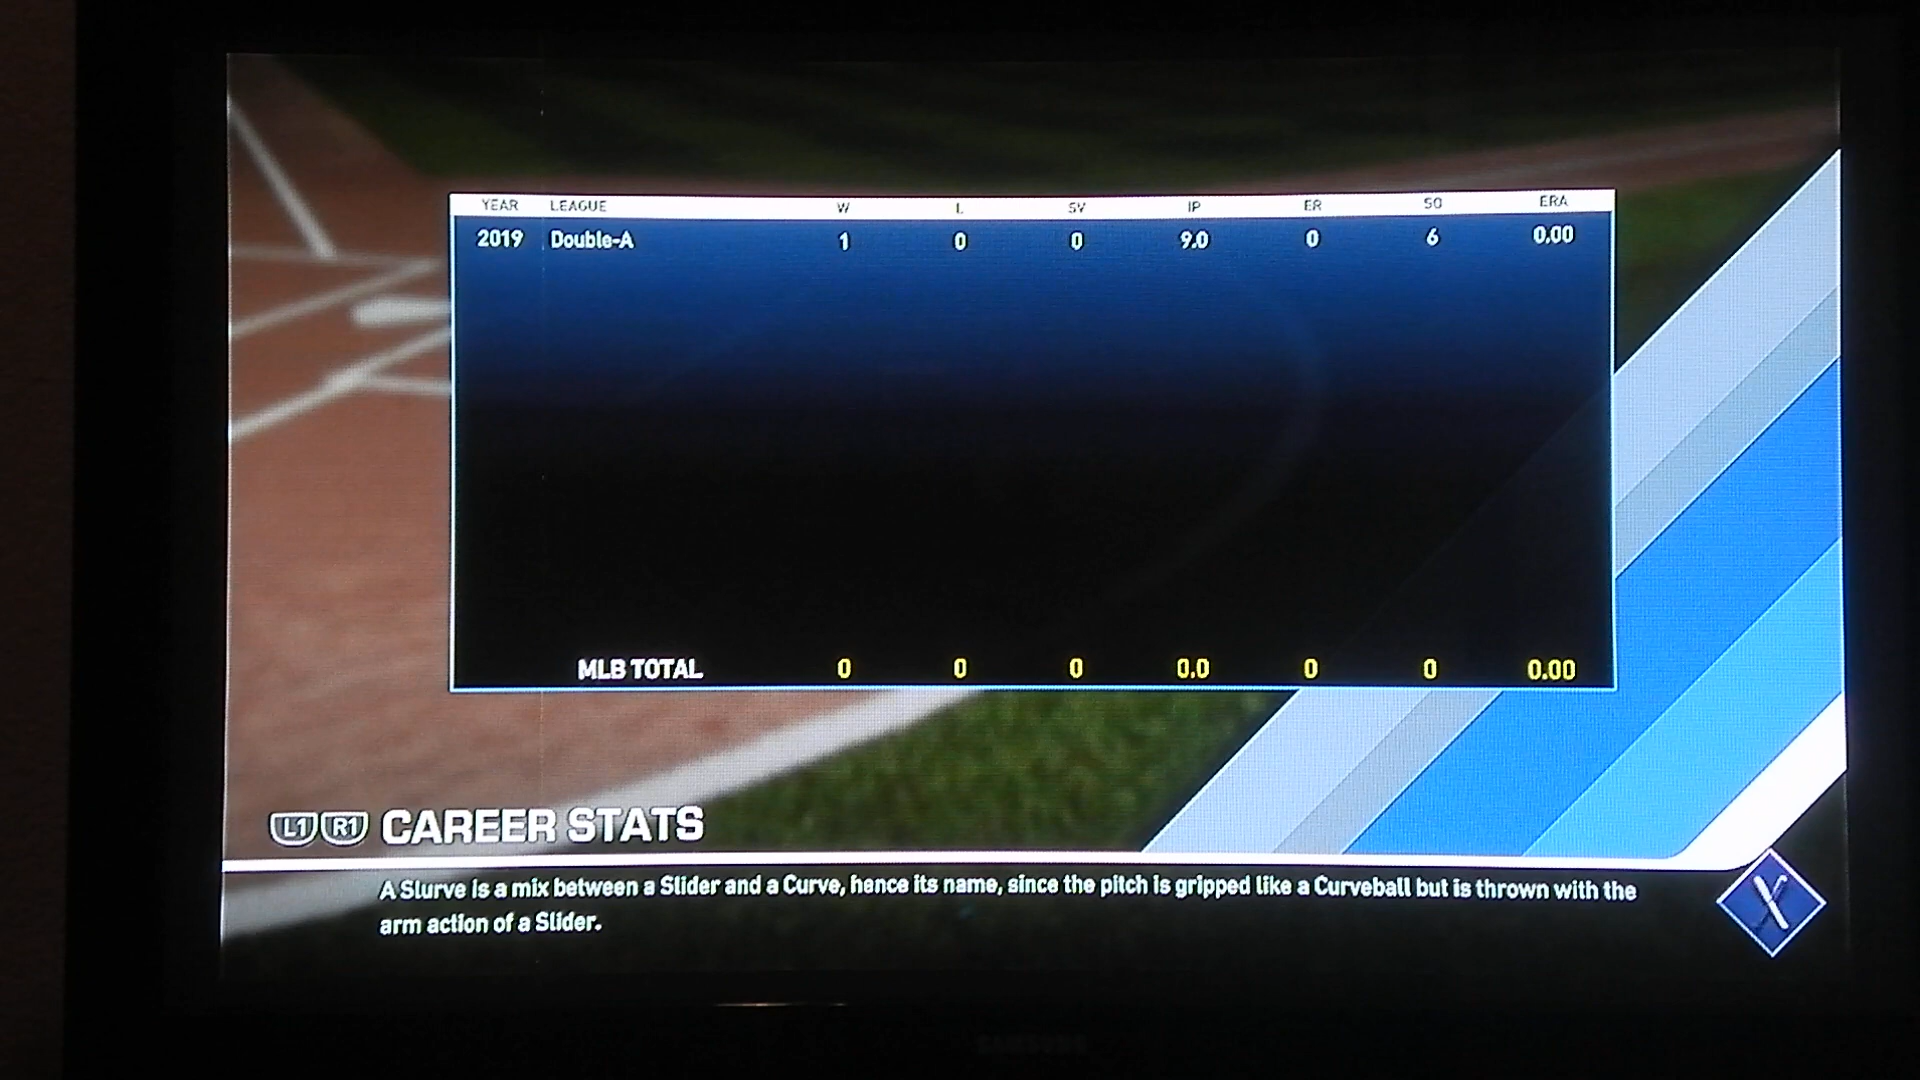 YEAR LEAGUE W L SV IP ER SO ERA
2019 Double-A 1 0 0 9.0 0 6 0.00
MLB TOTAL 0 0 0 0.0 0 0 0.00
L1 R1 CAREER STATS
A Slurve is a mix between a Slider and a Curve, hence its name, since the pitch is gripped like a Curveball but is thrown with the
arm action of a Slider.
SAMSUNG